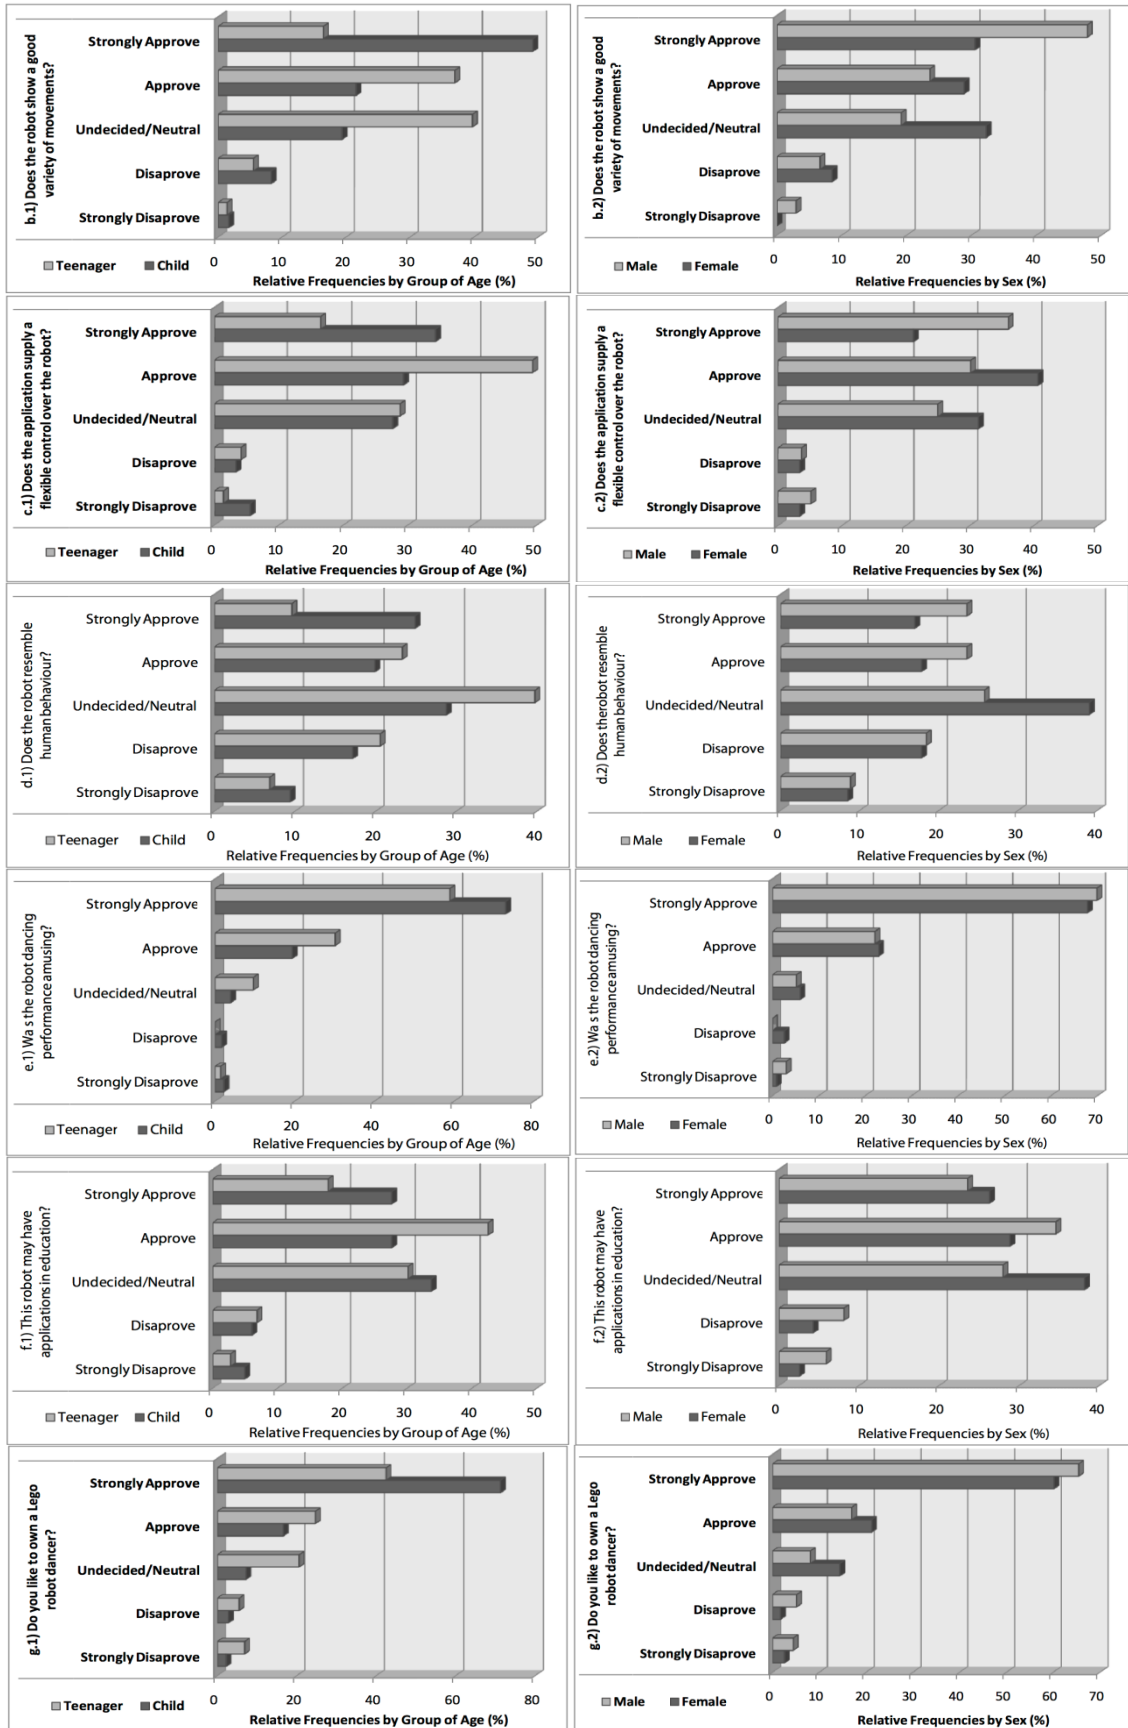 b.1) Does the robot show a good
variety of movements?
Strongly Approve
Approve
Undecided/Neutral
Disaprove
Strongly Disaprove
0 10 20 30 40 50
Teenager Child
Relative Frequencies by Group of Age (%)
b.2) Does the robot show a good
variety of movements?
Strongly Approve
Approve
Undecided/Neutral
Disaprove
Strongly Disaprove
0 10 20 30 40 50
Male Female
Relative Frequencies by Sex (%)
c.1) Does the application supply a
flexible control over the robot?
Strongly Approve
Approve
Undecided/Neutral
Disaprove
Strongly Disaprove
0 10 20 30 40 50
Teenager Child
Relative Frequencies by Group of Age (%)
c.2) Does the application supply a
flexible control over the robot?
Strongly Approve
Approve
Undecided/Neutral
Disaprove
Strongly Disaprove
0 10 20 30 40 50
Male Female
Relative Frequencies by Sex (%)
d.1) Does the robot resemble
human behaviour?
Strongly Approve
Approve
Undecided/Neutral
Disaprove
Strongly Disaprove
0 10 20 30 40
Teenager Child
Relative Frequencies by Group of Age (%)
d.2) Does therobot resemble
human behaviour?
Strongly Approve
Approve
Undecided/Neutral
Disaprove
Strongly Disaprove
0 10 20 30 40
Male Female
Relative Frequencies by Sex (%)
e.1) Wa s the robot dancing
performance amusing?
Strongly Approve
Approve
Undecided/Neutral
Disaprove
Strongly Disaprove
0 20 40 60 80
Teenager Child
Relative Frequencies by Group of Age (%)
e.2) Wa s the robot dancing
performance amusing?
Strongly Approve
Approve
Undecided/Neutral
Disaprove
Strongly Disaprove
0 10 20 30 40 50 60 70
Male Female
Relative Frequencies by Sex (%)
f.1) This robot may have
applications in education?
Strongly Approve
Approve
Undecided/Neutral
Disaprove
Strongly Disaprove
0 10 20 30 40 50
Teenager Child
Relative Frequencies by Group of Age (%)
f.2) This robot may have
applications in education?
Strongly Approve
Approve
Undecided/Neutral
Disaprove
Strongly Disaprove
0 10 20 30 40
Male Female
Relative Frequencies by Sex (%)
g.1) Do you like to own a Lego
robot dancer?
Strongly Approve
Approve
Undecided/Neutral
Disaprove
Strongly Disaprove
0 20 40 60 80
Teenager Child
Relative Frequencies by Group of Age (%)
g.2) Do you like to own a Lego
robot dancer?
Strongly Approve
Approve
Undecided/Neutral
Disaprove
Strongly Disaprove
0 10 20 30 40 50 60 70
Male Female
Relative Frequencies by Sex (%)